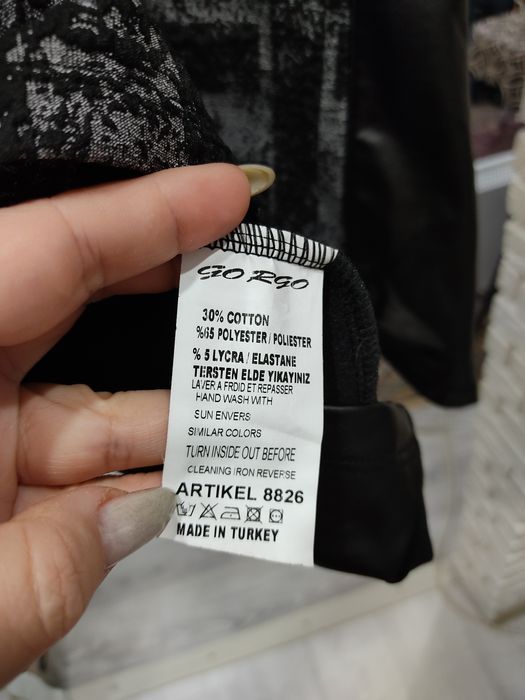 GO RGO
30% COTTON
%65 POLYESTER / POLIESTER
% 5 LYCRA / ELASTANE
TERSTEN ELDE YIKAYINIZ
LAVER A FROID ET REPASSER
HAND WASH WITH
SUN ENVERS
SIMILAR COLORS
TURN INSIDE OUT BEFORE
CLEANING IRON REVERSE
ARTIKEL 8826
MADE IN TURKEY